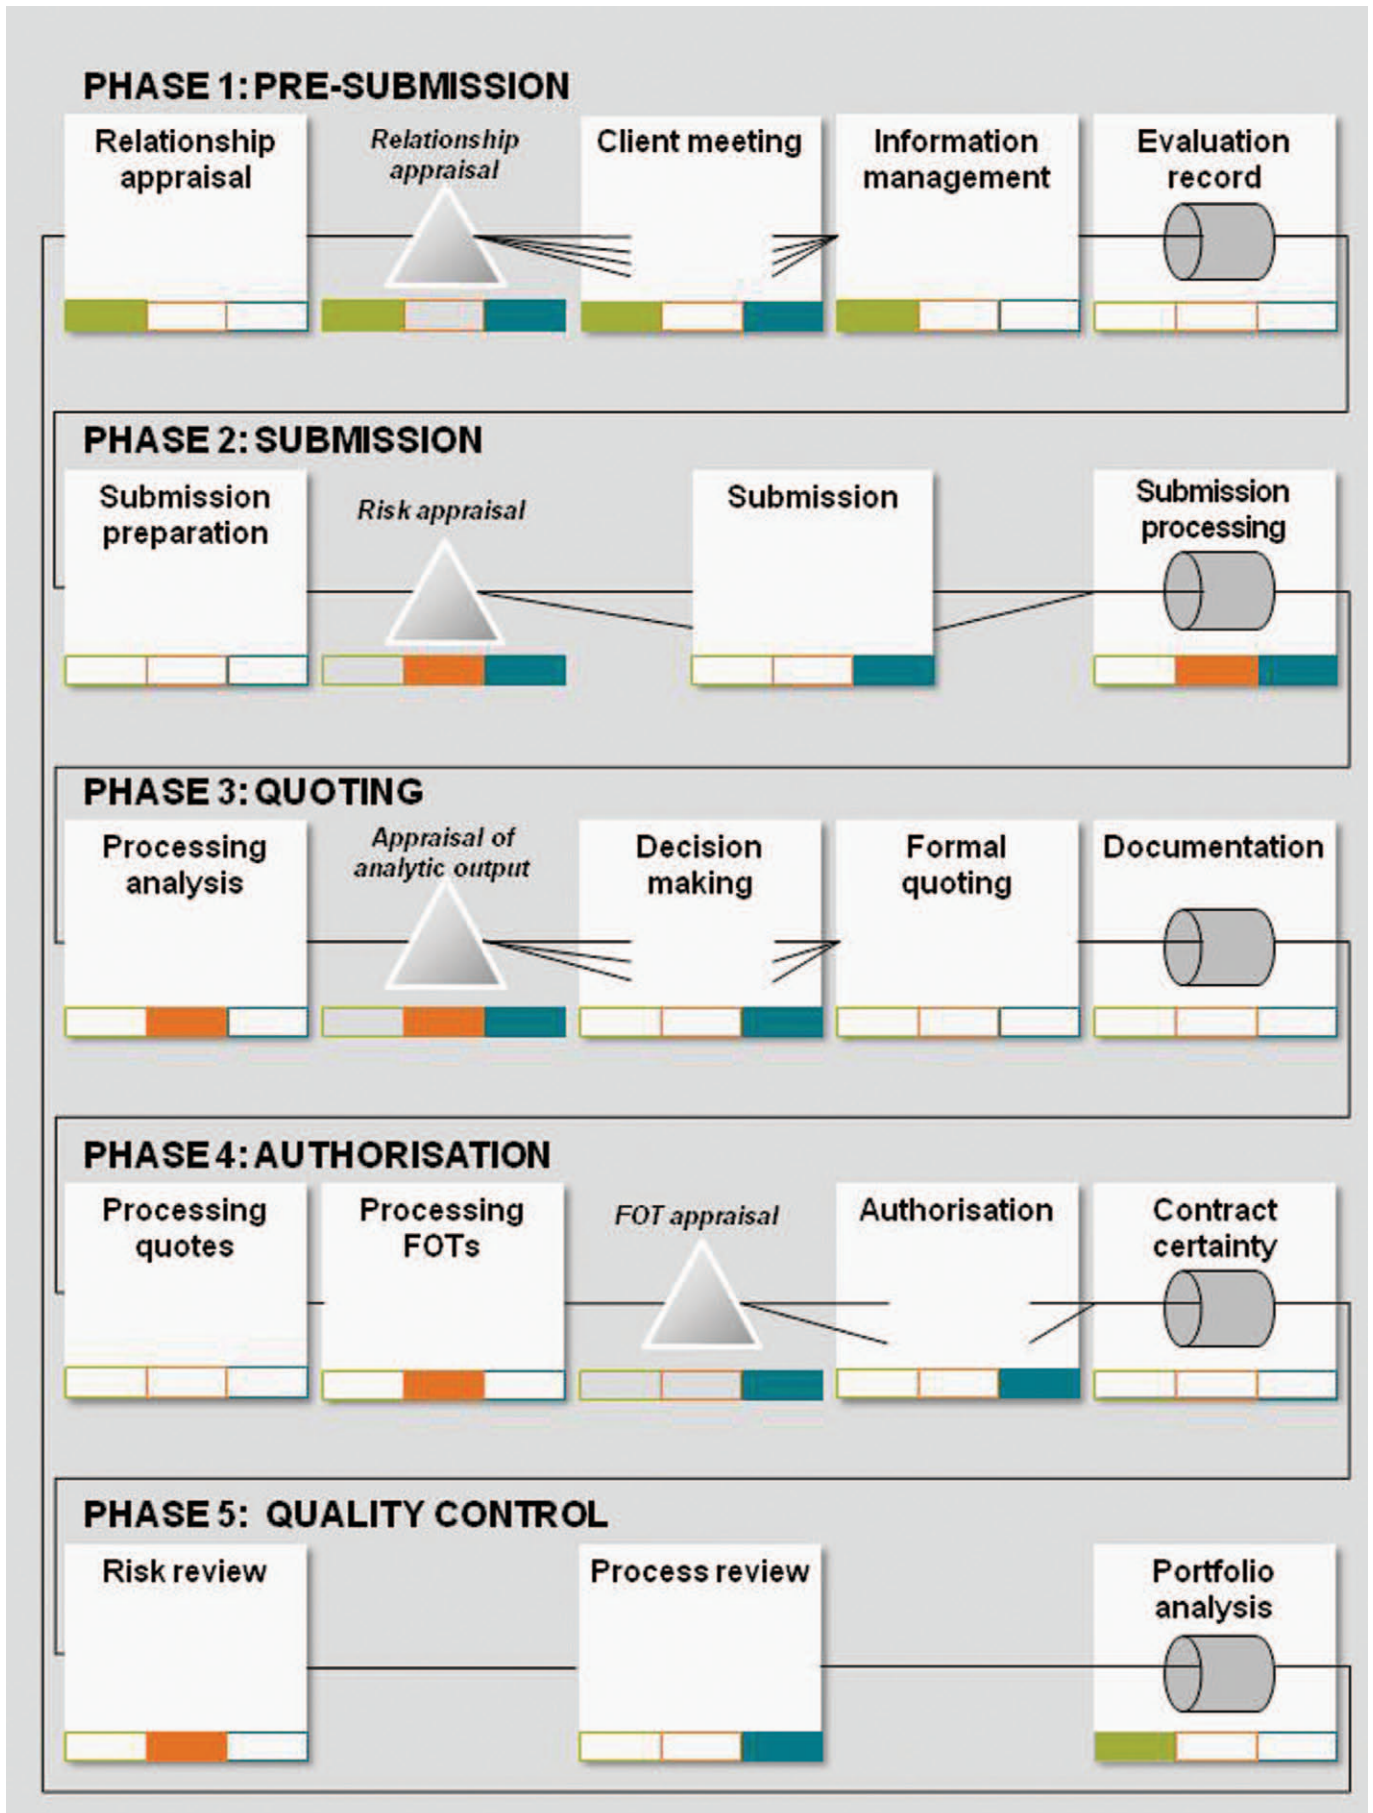 PHASE 1: PRE-SUBMISSION
Relationship
appraisal
Relationship
appraisal
Client meeting
Information
management
Evaluation
record
PHASE 2: SUBMISSION
Submission
preparation
Risk appraisal
Submission
Submission
processing
PHASE 3: QUOTING
Processing
analysis
Appraisal of
analytic output
Decision
making
Formal
quoting
Documentation
PHASE 4: AUTHORISATION
Processing
quotes
Processing
FOTs
FOT appraisal
Authorisation
Contract
certainty
PHASE 5: QUALITY CONTROL
Risk review
Process review
Portfolio
analysis